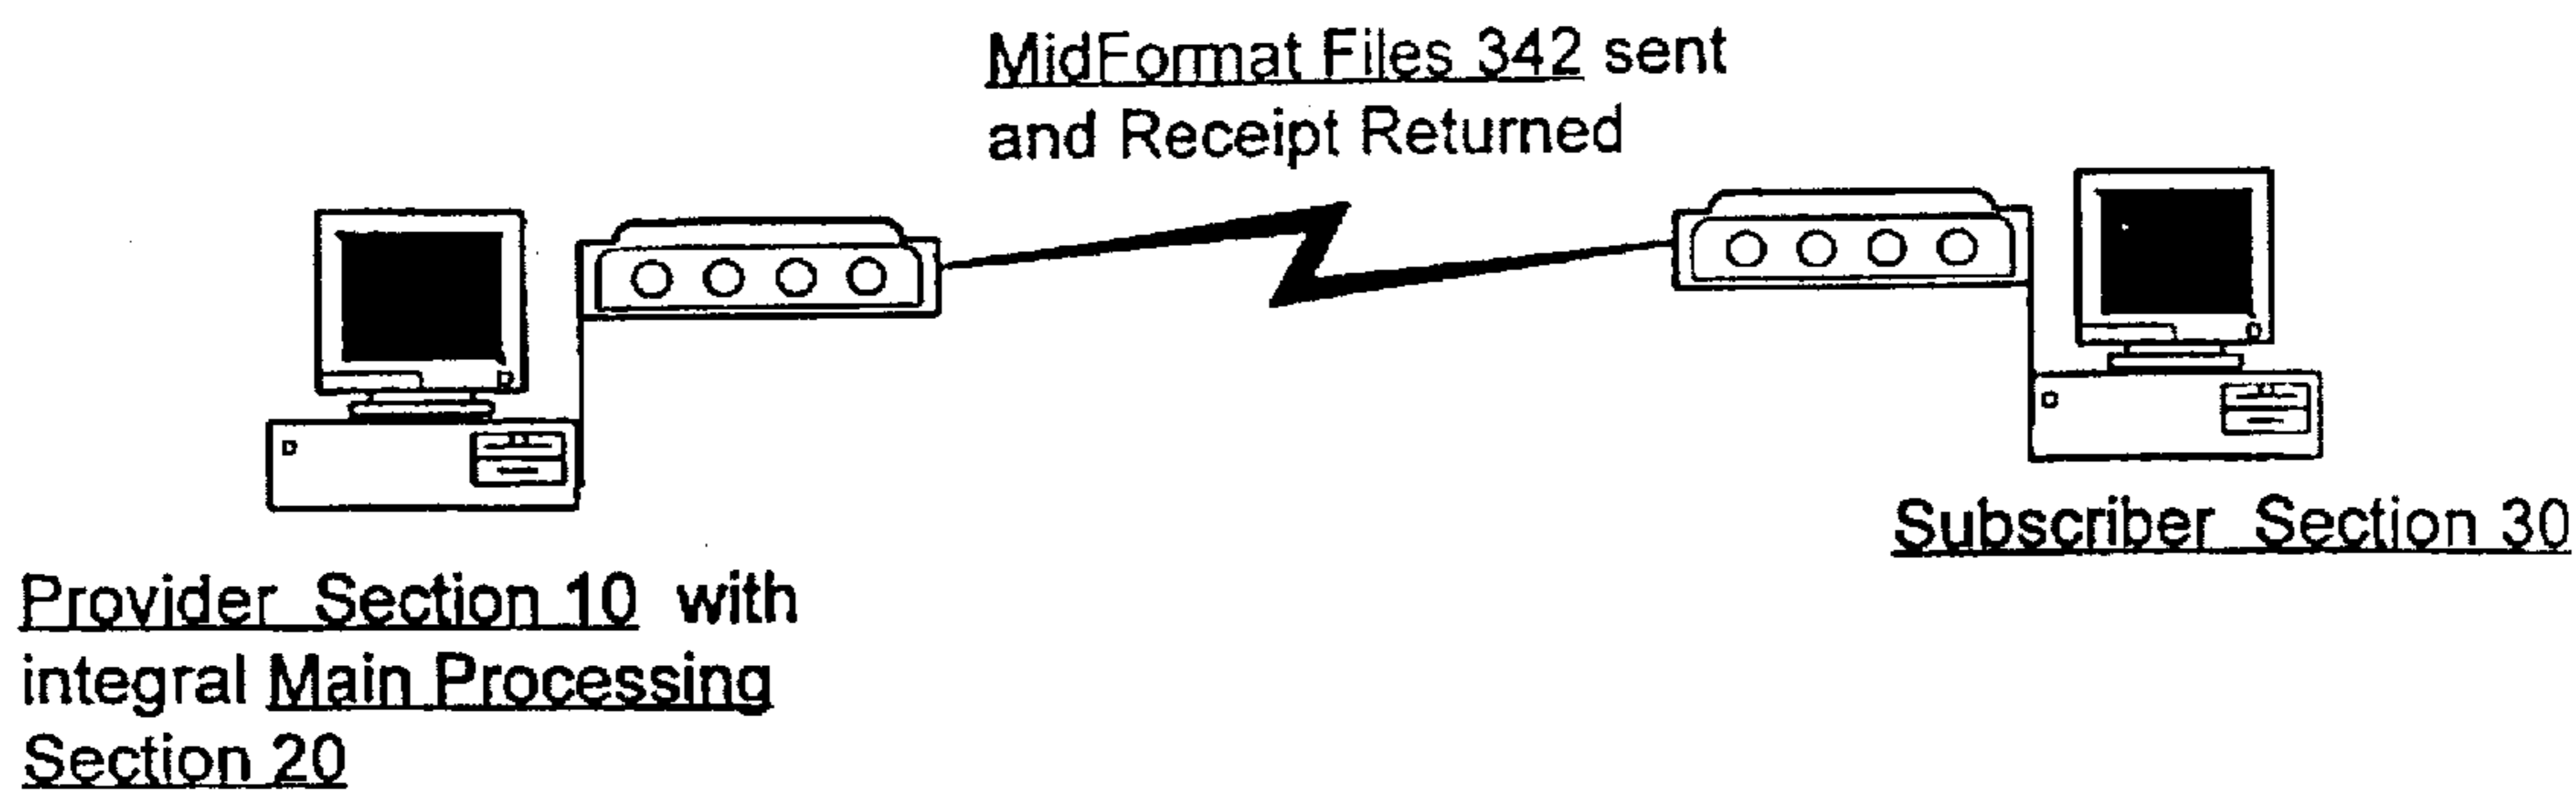 MidFormat Files 342 sent
and Receipt Returned
Subscriber Section 30
Provider Section 10 with
integral Main Processing
Section 20